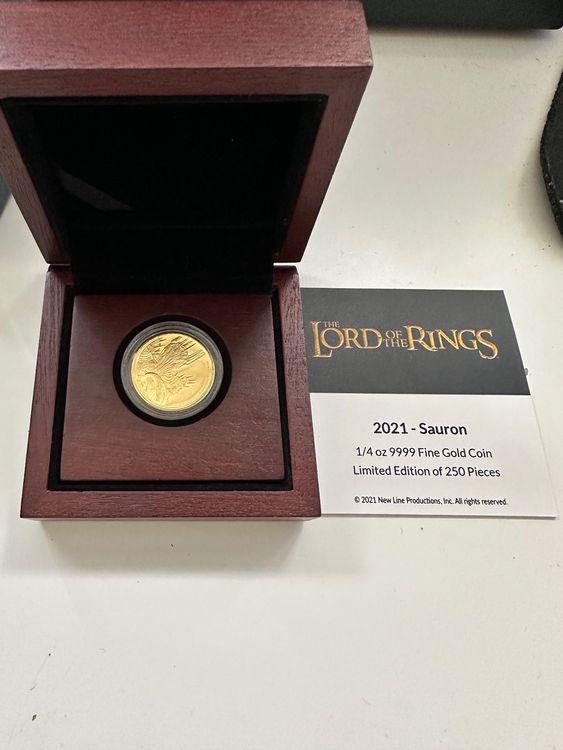 THE LORD OF THE RINGS
2021 - Sauron
1/4 oz 9999 Fine Gold Coin
Limited Edition of 250 Pieces
© 2021 New Line Productions, Inc. All rights reserved.